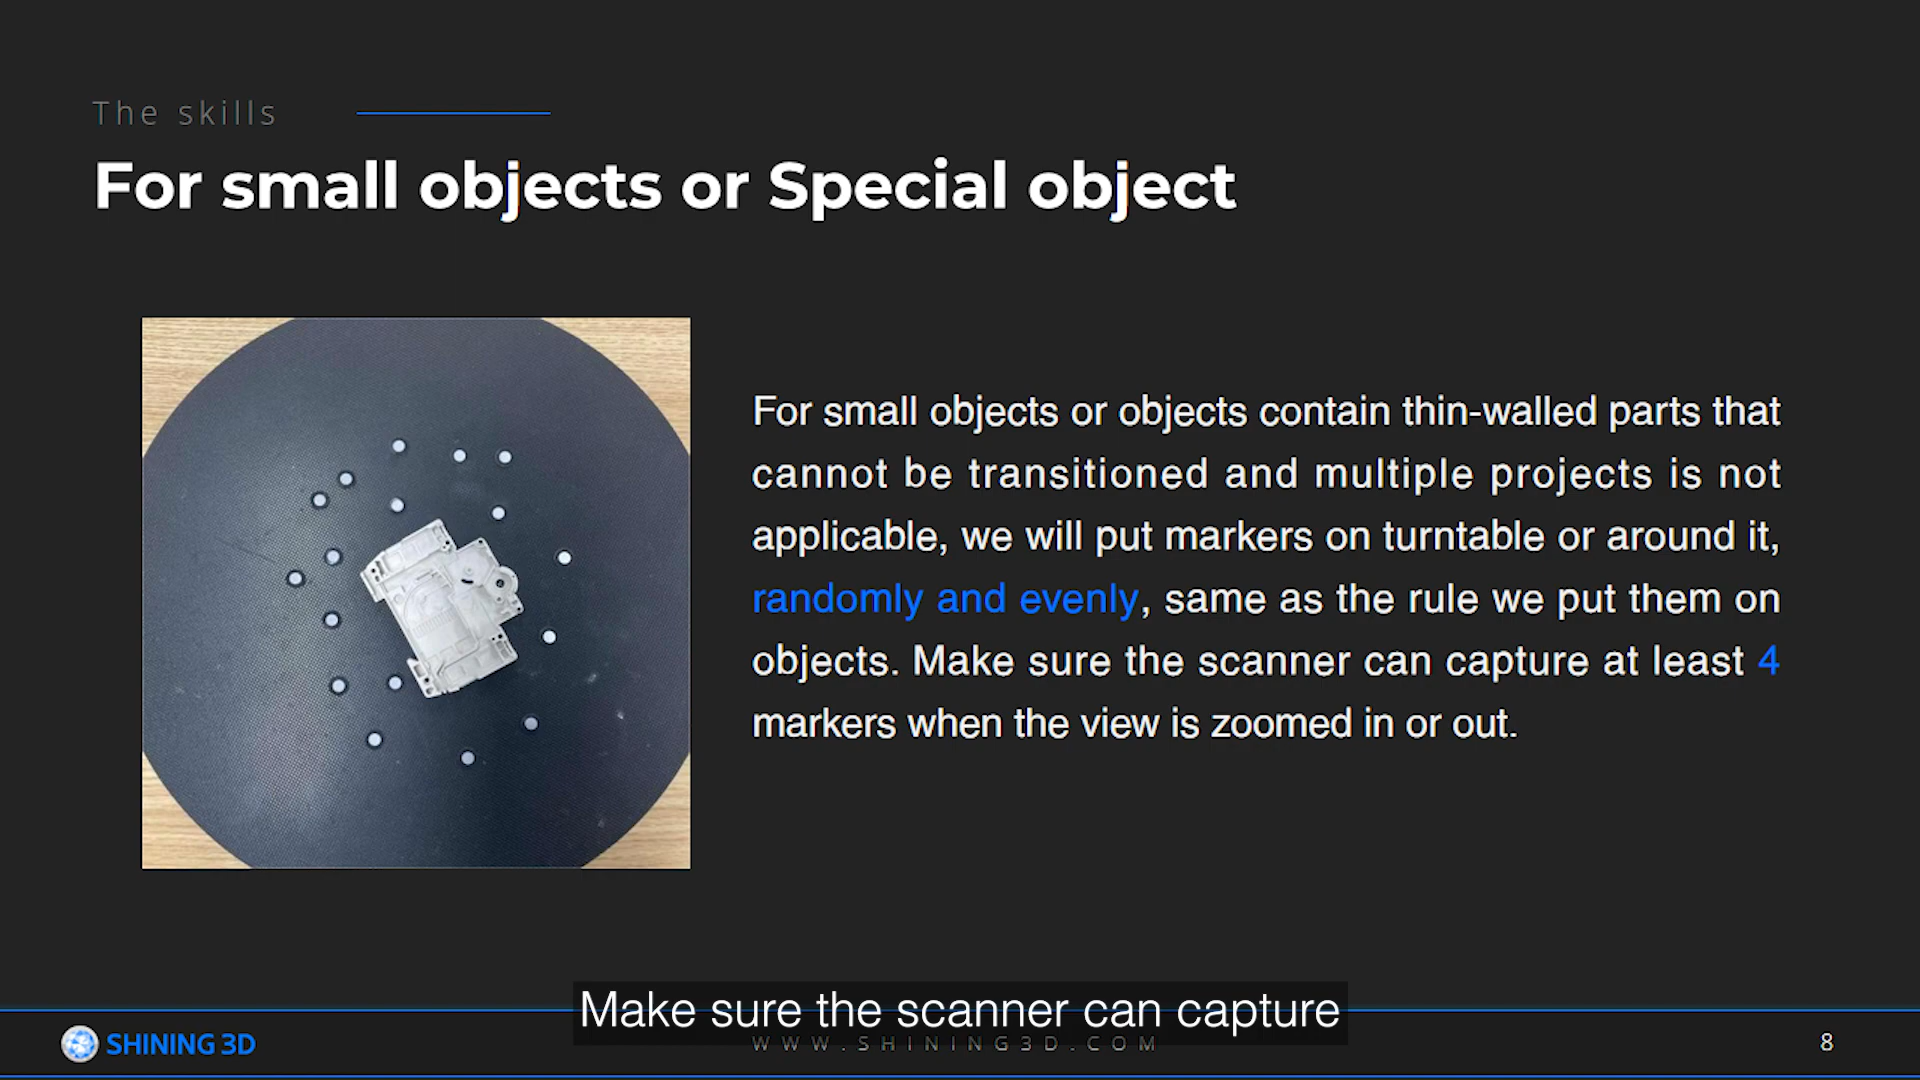 The skills
For small objects or Special object
For small objects or objects contain thin-walled parts that
cannot be transitioned and multiple projects is not
applicable, we will put markers on turntable or around it,
randomly and evenly, same as the rule we put them on
objects. Make sure the scanner can capture at least 4
markers when the view is zoomed in or out.
Make sure the scanner can capture
SHINING 3D
WWW.SHINING3D.COM
8